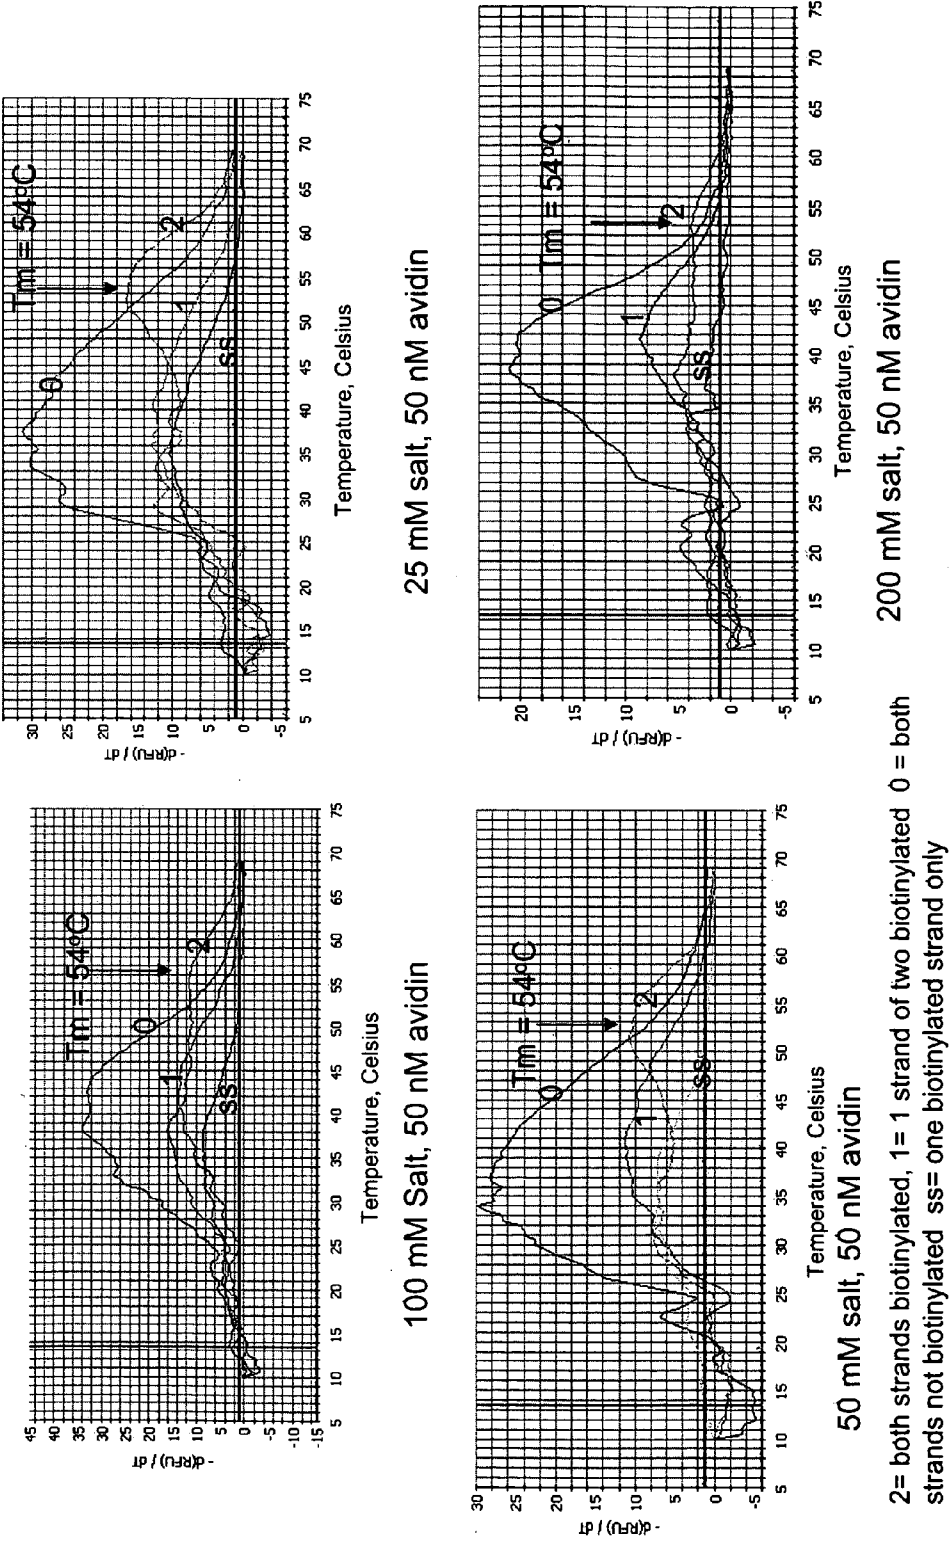 Tm = 54ºC
0
1
2
ss
45
40
35
30
25
20
15
10
5
0
-5
-10
-15
- d(RFU) / dT
5 10 15 20 25 30 35 40 45 50 55 60 65 70 75
Temperature, Celsius
100 mM Salt, 50 nM avidin
Tm = 54ºC
0
1
2
ss
30
25
20
15
10
5
0
-5
- d(RFU) / dT
5 10 15 20 25 30 35 40 45 50 55 60 65 70 75
Temperature, Celsius
25 mM salt, 50 nM avidin
Tm = 54ºC
0
1
2
ss
30
25
20
15
10
5
0
-5
- d(RFU) / dT
5 10 15 20 25 30 35 40 45 50 55 60 65 70 75
Temperature, Celsius
50 mM salt, 50 nM avidin
0 Tm = 54ºC
1
2
ss
20
15
10
5
0
-5
- d(RFU) / dT
5 10 15 20 25 30 35 40 45 50 55 60 65 70 75
Temperature, Celsius
200 mM salt, 50 nM avidin
2= both strands biotinylated, 1= 1 strand of two biotinylated 0 = both
strands not biotinylated ss= one biotinylated strand only